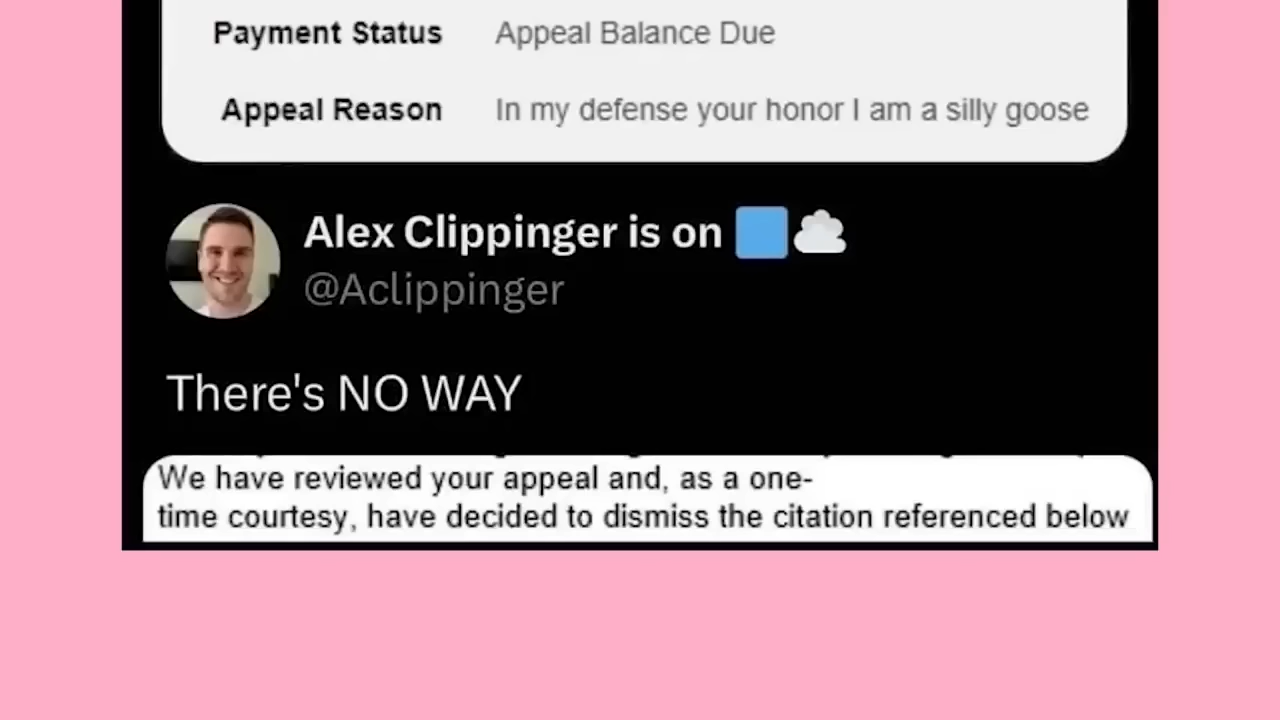 Payment Status Appeal Balance Due
Appeal Reason In my defense your honor I am a silly goose
Alex Clippinger is on 🟦☁️
@Aclippinger
There's NO WAY
We have reviewed your appeal and, as a one-
time courtesy, have decided to dismiss the citation referenced below